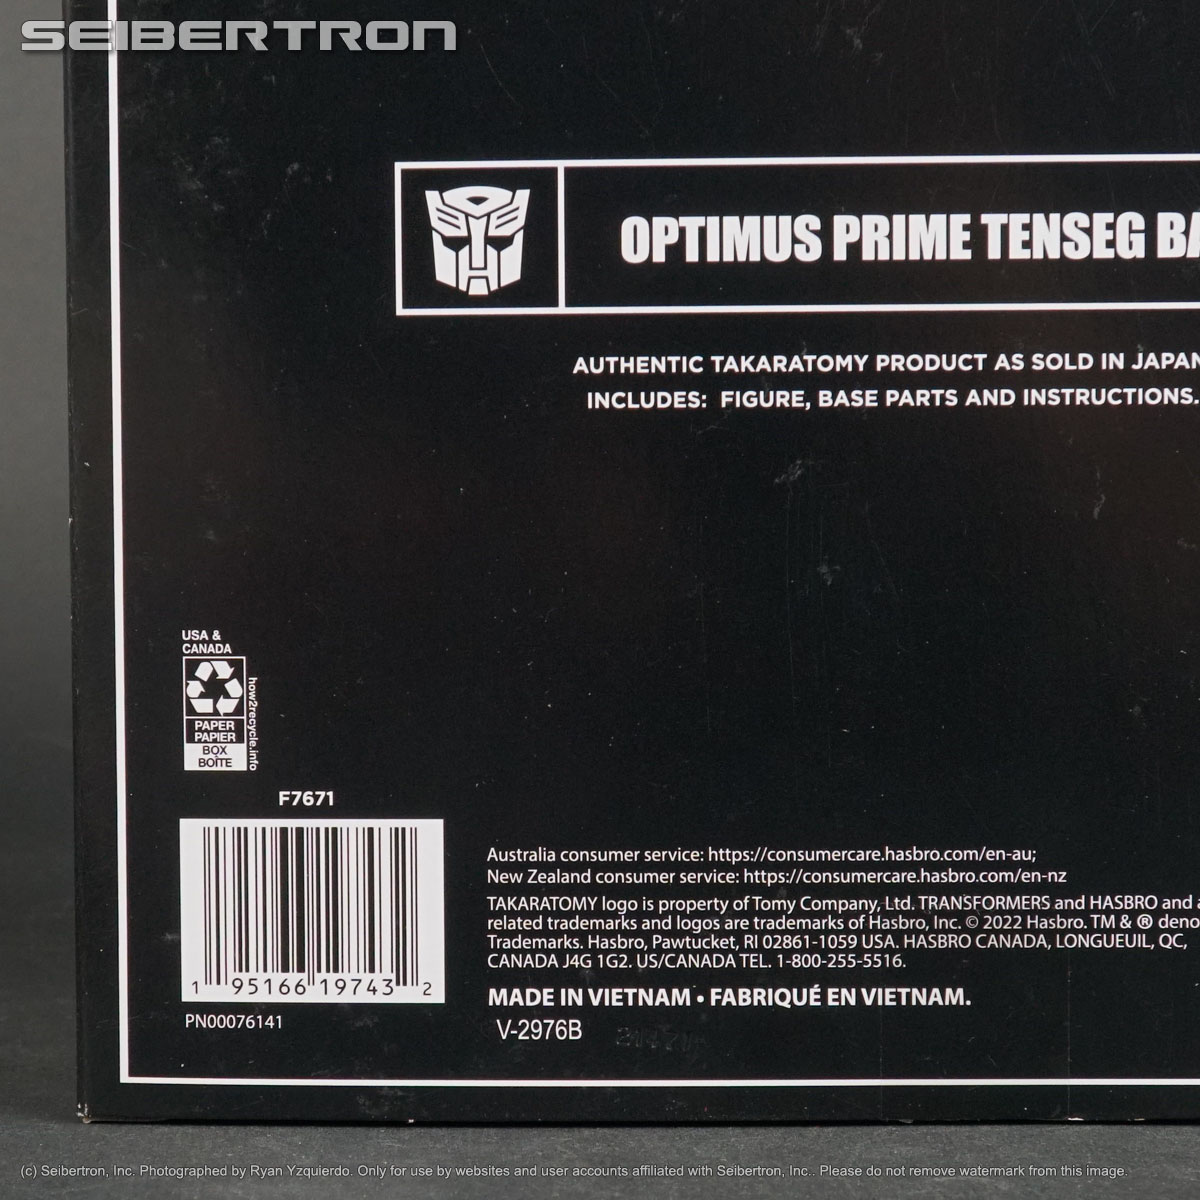 SEIBERTRON
OPTIMUS PRIME TENSEG
AUTHENTIC TAKARATOMY PRODUCT AS SOLD IN JAPAN
INCLUDES: FIGURE, BASE PARTS AND INSTRUCTIONS.
USA &
CANADA
how2recycle.info
PAPER
PAPIER
BOX
BOÎTE
F7671
1 95166 19743 2
PN00076141
Australia consumer service: https://consumercare.hasbro.com/en-au;
New Zealand consumer service: https://consumercare.hasbro.com/en-nz
TAKARATOMY logo is property of Tomy Company, Ltd. TRANSFORMERS and HASBRO and
related trademarks and logos are trademarks of Hasbro, Inc. © 2022 Hasbro. TM & ®
Trademarks. Hasbro, Pawtucket, RI 02861-1059 USA. HASBRO CANADA, LONGUEUIL, QC,
CANADA J4G 1G2. US/CANADA TEL. 1-800-255-5516.
MADE IN VIETNAM • FABRIQUÉ EN VIETNAM.
V-2976B
(c) Seibertron, Inc. Photographed by Ryan Yzquierdo. Only for use by websites and user accounts affiliated with Seibertron, Inc.. Please do not remove watermark from this image.